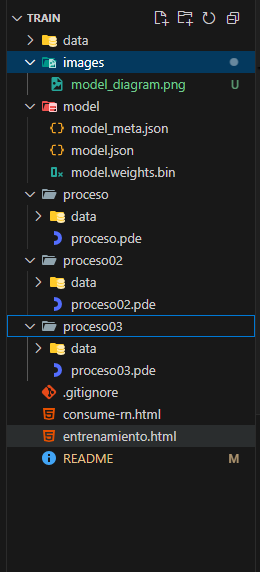 TRAIN
data
images
model_diagram.png U
model
model_meta.json
model.json
model.weights.bin
proceso
data
proceso.pde
proceso02
data
proceso02.pde
proceso03
data
proceso03.pde
.gitignore
consume-rn.html
entrenamiento.html
README M